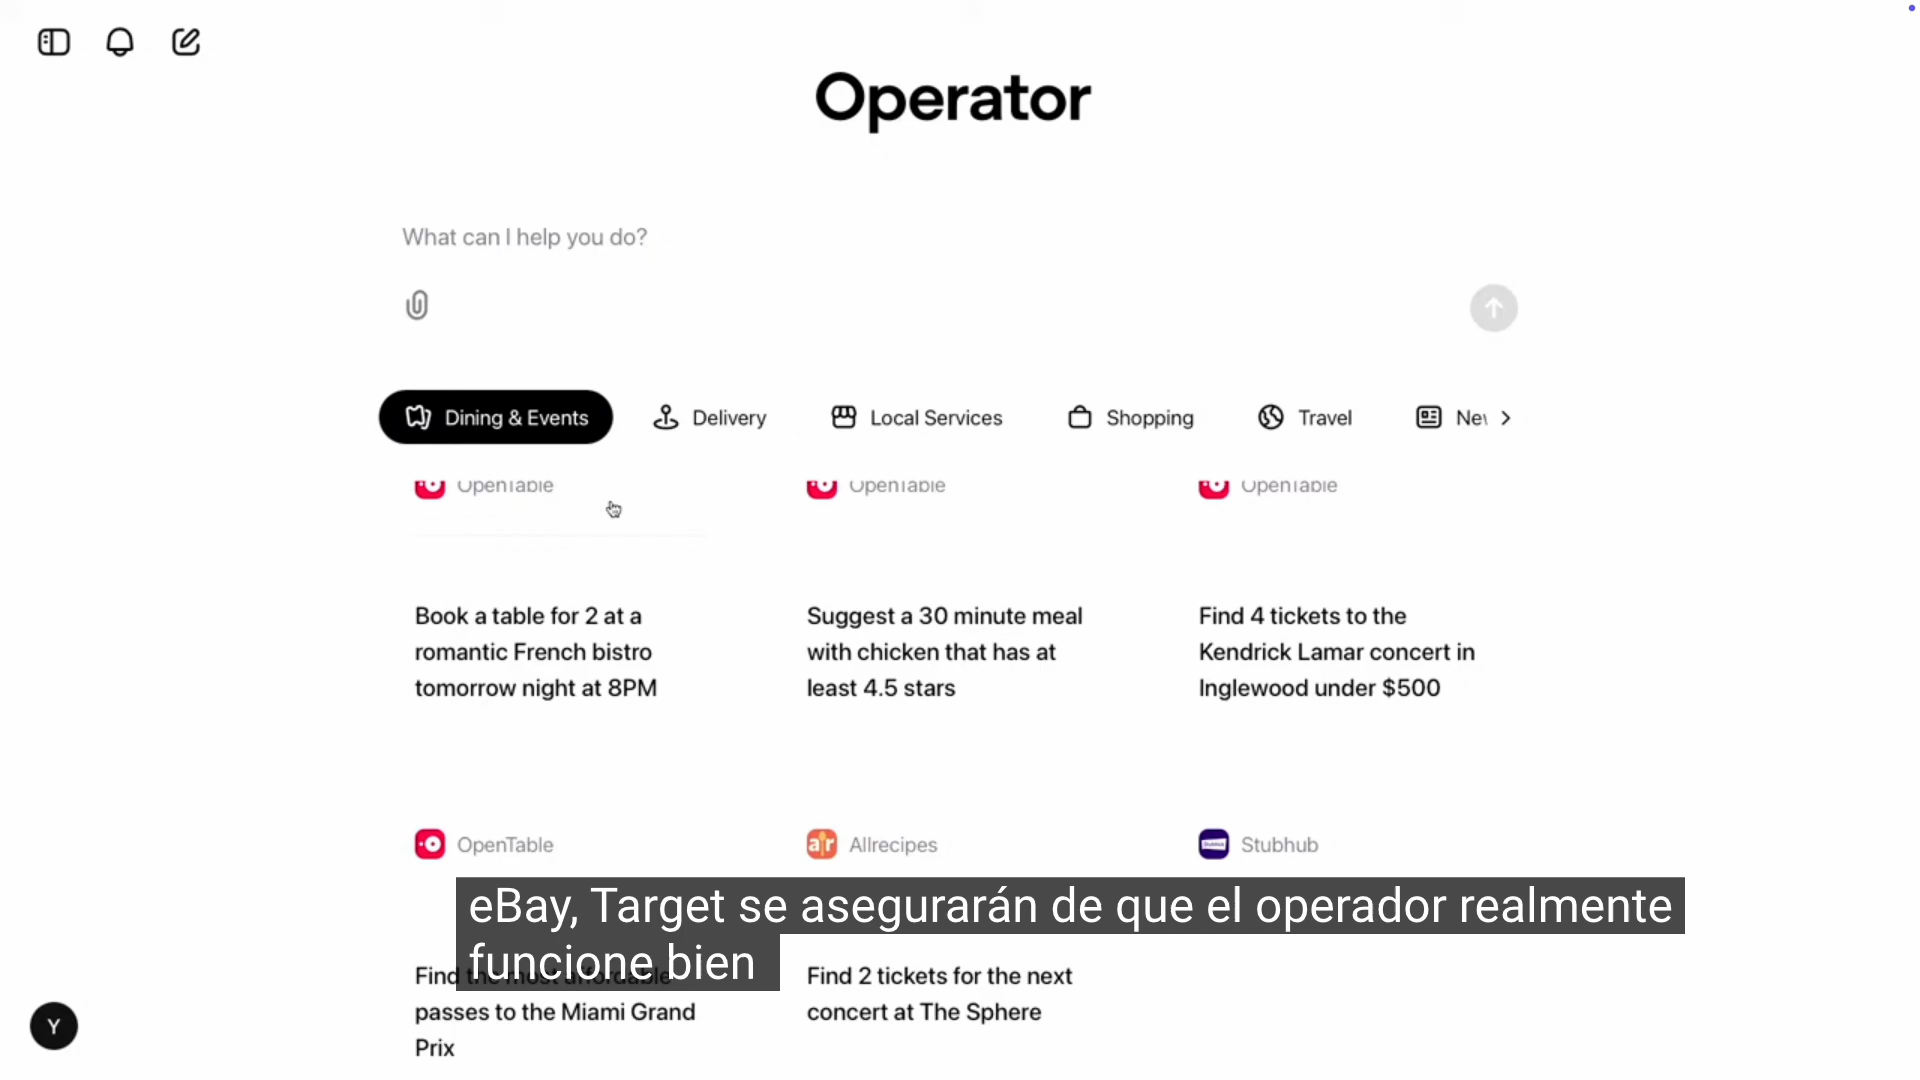 Operator
What can I help you do?
Dining & Events
Delivery
Local Services
Shopping
Travel
OpenTable
OpenTable
OpenTable
Book a table for 2 at a
romantic French bistro
tomorrow night at 8PM
Suggest a 30 minute meal
with chicken that has at
least 4.5 stars
Find 4 tickets to the
Kendrick Lamar concert in
Inglewood under $500
OpenTable
Allrecipes
Stubhub
eBay, Target se asegurarán de que el operador realmente
funcione bien
Find the most affordable
passes to the Miami Grand
Prix
Find 2 tickets for the next
concert at The Sphere
Y